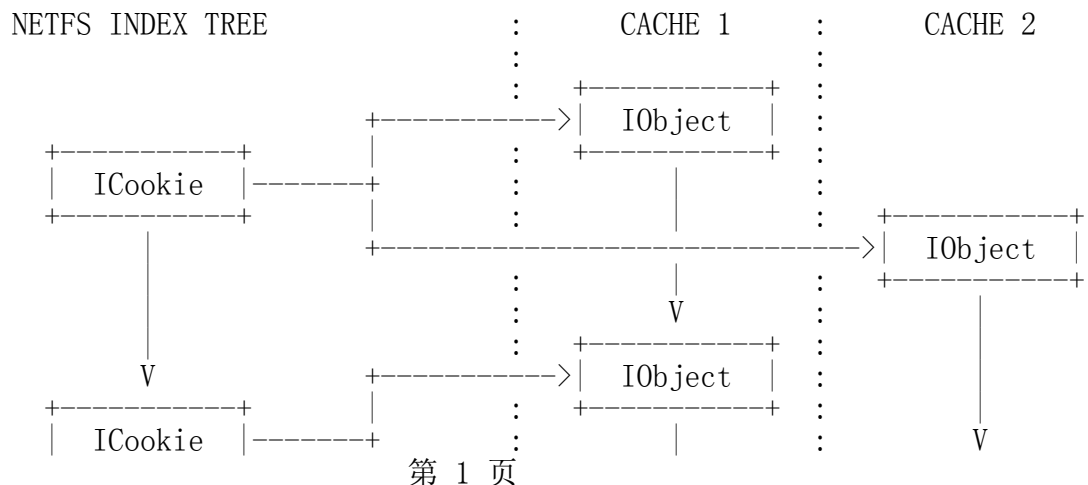 NETFS INDEX TREE : CACHE 1 : CACHE 2
IObject
ICookie
IObject
V
V
IObject
ICookie
V
第 1 页